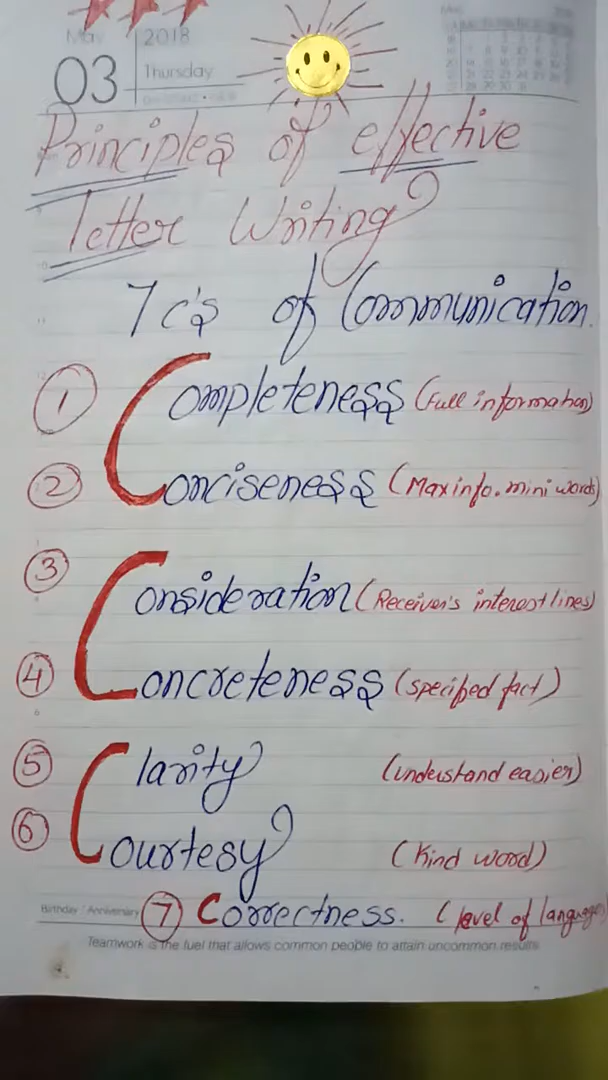 May 2018
03 Thursday
Principles of effective
letter Writing
7 c's of Communication.
1 Completeness (Full information)
2 Conciseness (Max info. mini words)
3 Consideration (Receiver's interest lines)
4 Concreteness (specified fact)
5 Clarity (understand easier)
6 Courtesy (Kind word)
Birthday / Anniversary 7 Correctness. (level of language)
Teamwork is the fuel that allows common people to attain uncommon results